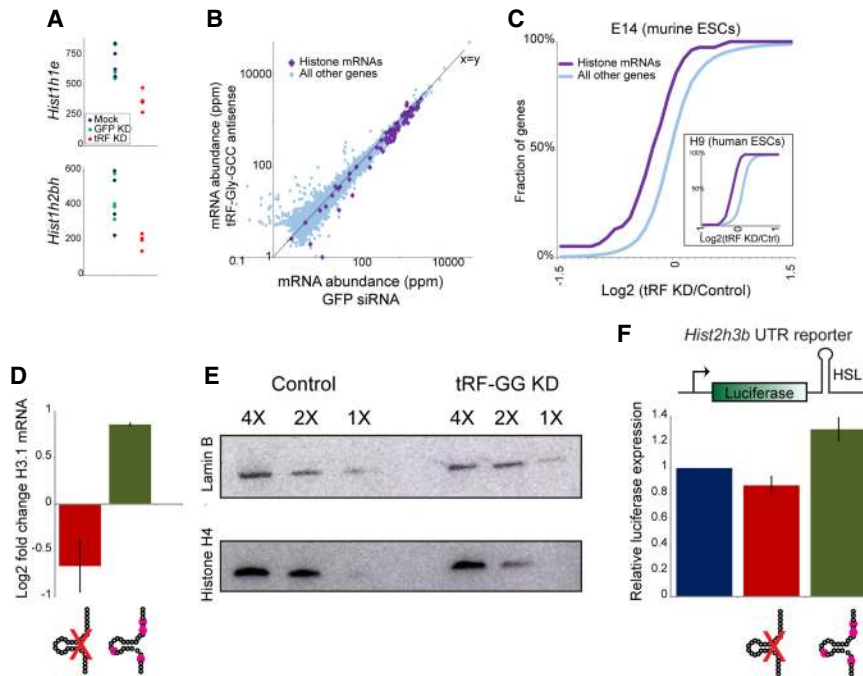 A
Hist1h1e
750
500
250
0
Mock
GFP KD
tRF KD
Hist1h2bh
600
400
200
0
B
mRNA abundance (ppm)
tRF-Gly-GCC antisense
10000
100
1
0.1
1
100
10000
Histone mRNAs
All other genes
x=y
mRNA abundance (ppm)
GFP siRNA
C
E14 (murine ESCs)
Histone mRNAs
All other genes
Fraction of genes
100%
50%
0%
-1.5
0
1.5
Log2 (tRF KD/Control)
H9 (human ESCs)
100%
50%
0
Log2(tRF KD/Ctrl)
D
Log2 fold change H3.1 mRNA
1
0.5
0
-0.5
-1
X
E
Control
tRF-GG KD
4X 2X 1X
4X 2X 1X
Lamin B
Histone H4
F
Hist2h3b UTR reporter
HSL
Luciferase
Relative luciferase expression
1.4
1.2
1
0.8
0.6
0.4
0.2
0
X